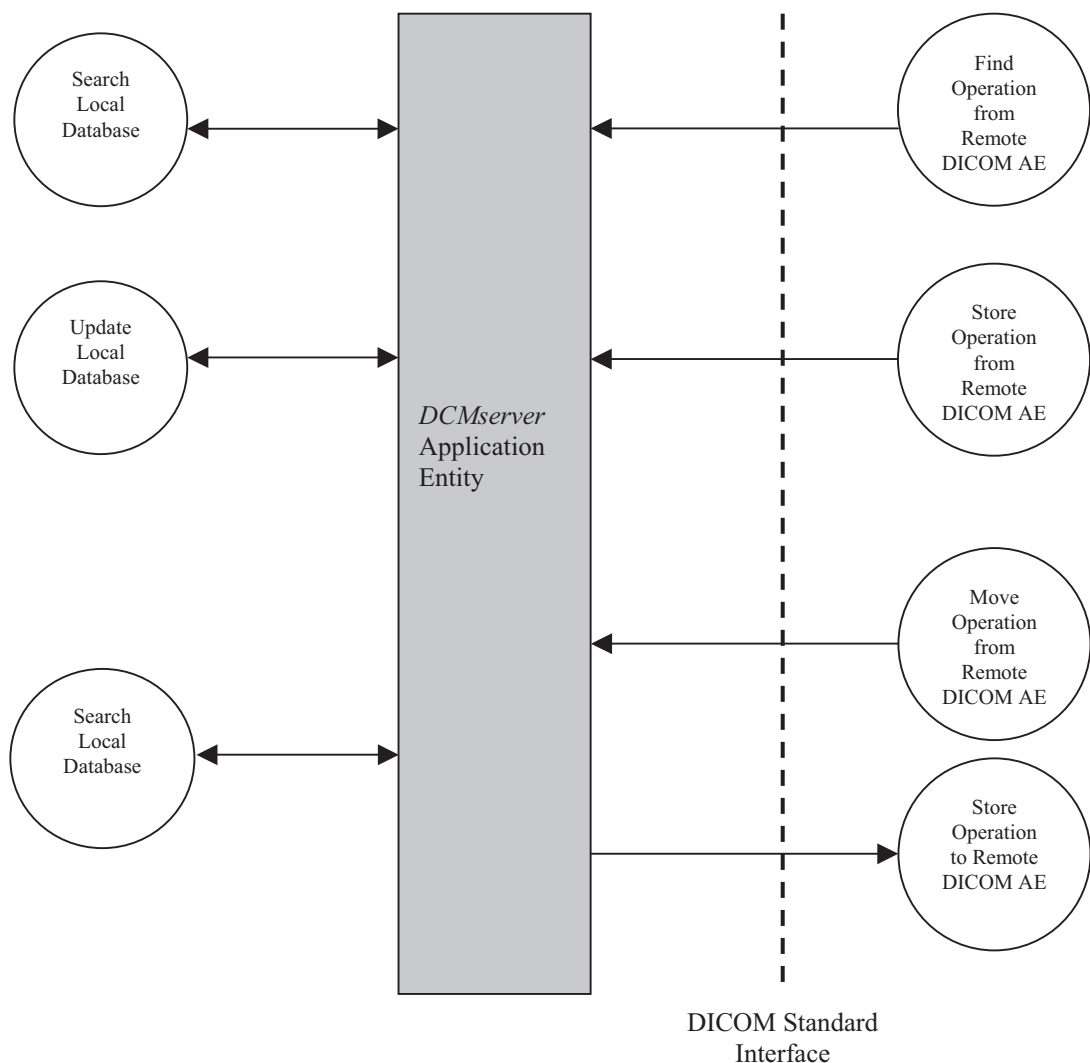 Search
Local
Database
Find
Operation
from
Remote
DICOM AE
Update
Local
Database
Store
Operation
from
Remote
DICOM AE
DCMserver
Application
Entity
Move
Operation
from
Remote
DICOM AE
Search
Local
Database
Store
Operation
to Remote
DICOM AE
DICOM Standard
Interface